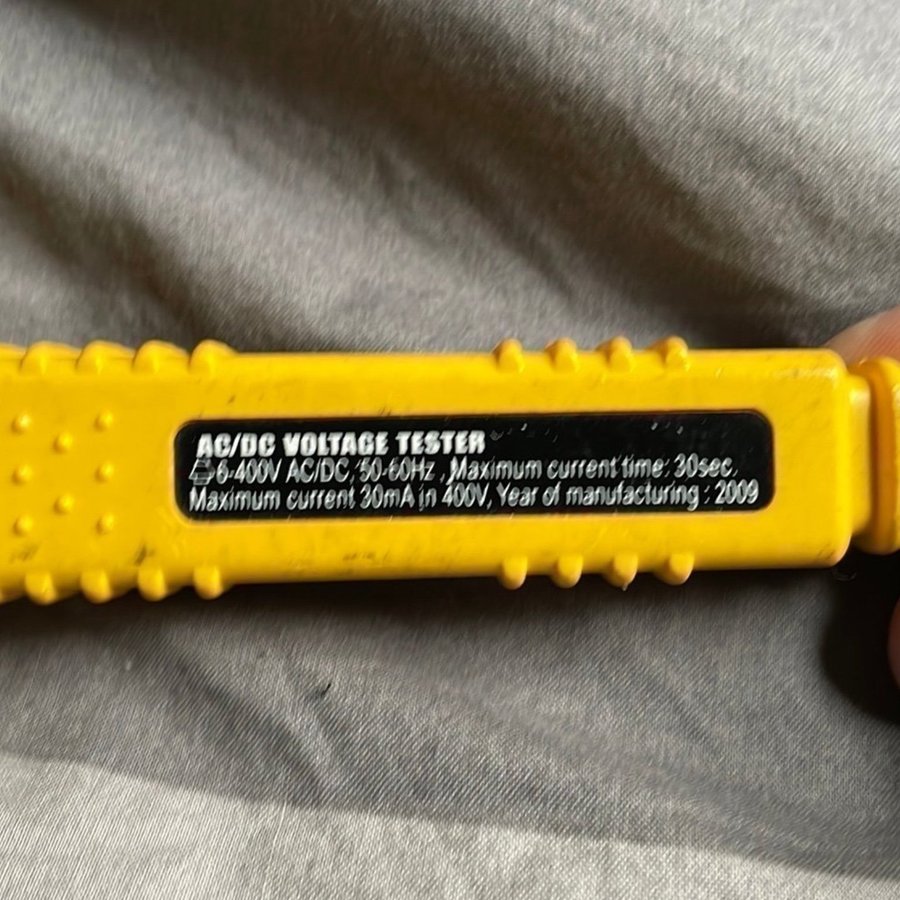 AC/DC VOLTAGE TESTER
6-400V AC/DC, 50-60Hz , Maximum current time: 30sec,
Maximum current 30mA in 400V, Year of manufacturing : 2009